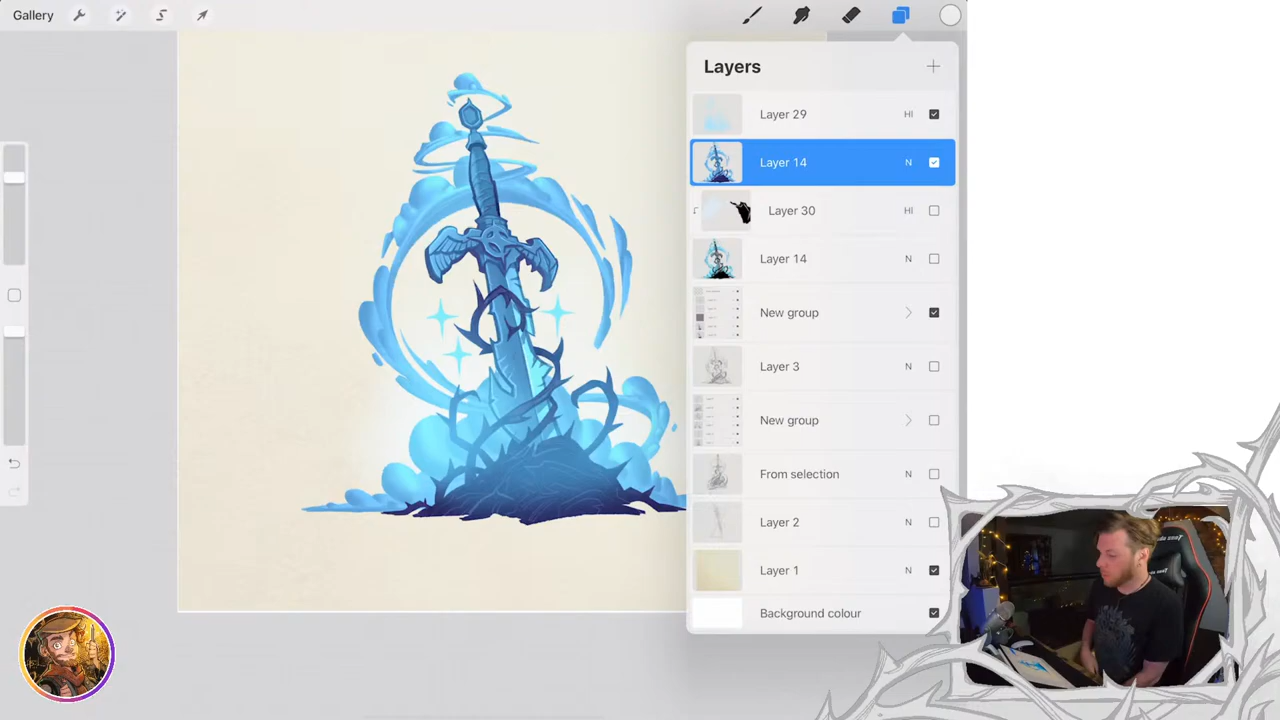 Gallery
Layers
Layer 29 HI
Layer 14 N
Layer 30 HI
Layer 14 N
New group
Layer 3 N
New group
From selection N
Layer 2 N
Layer 1 N
Background colour